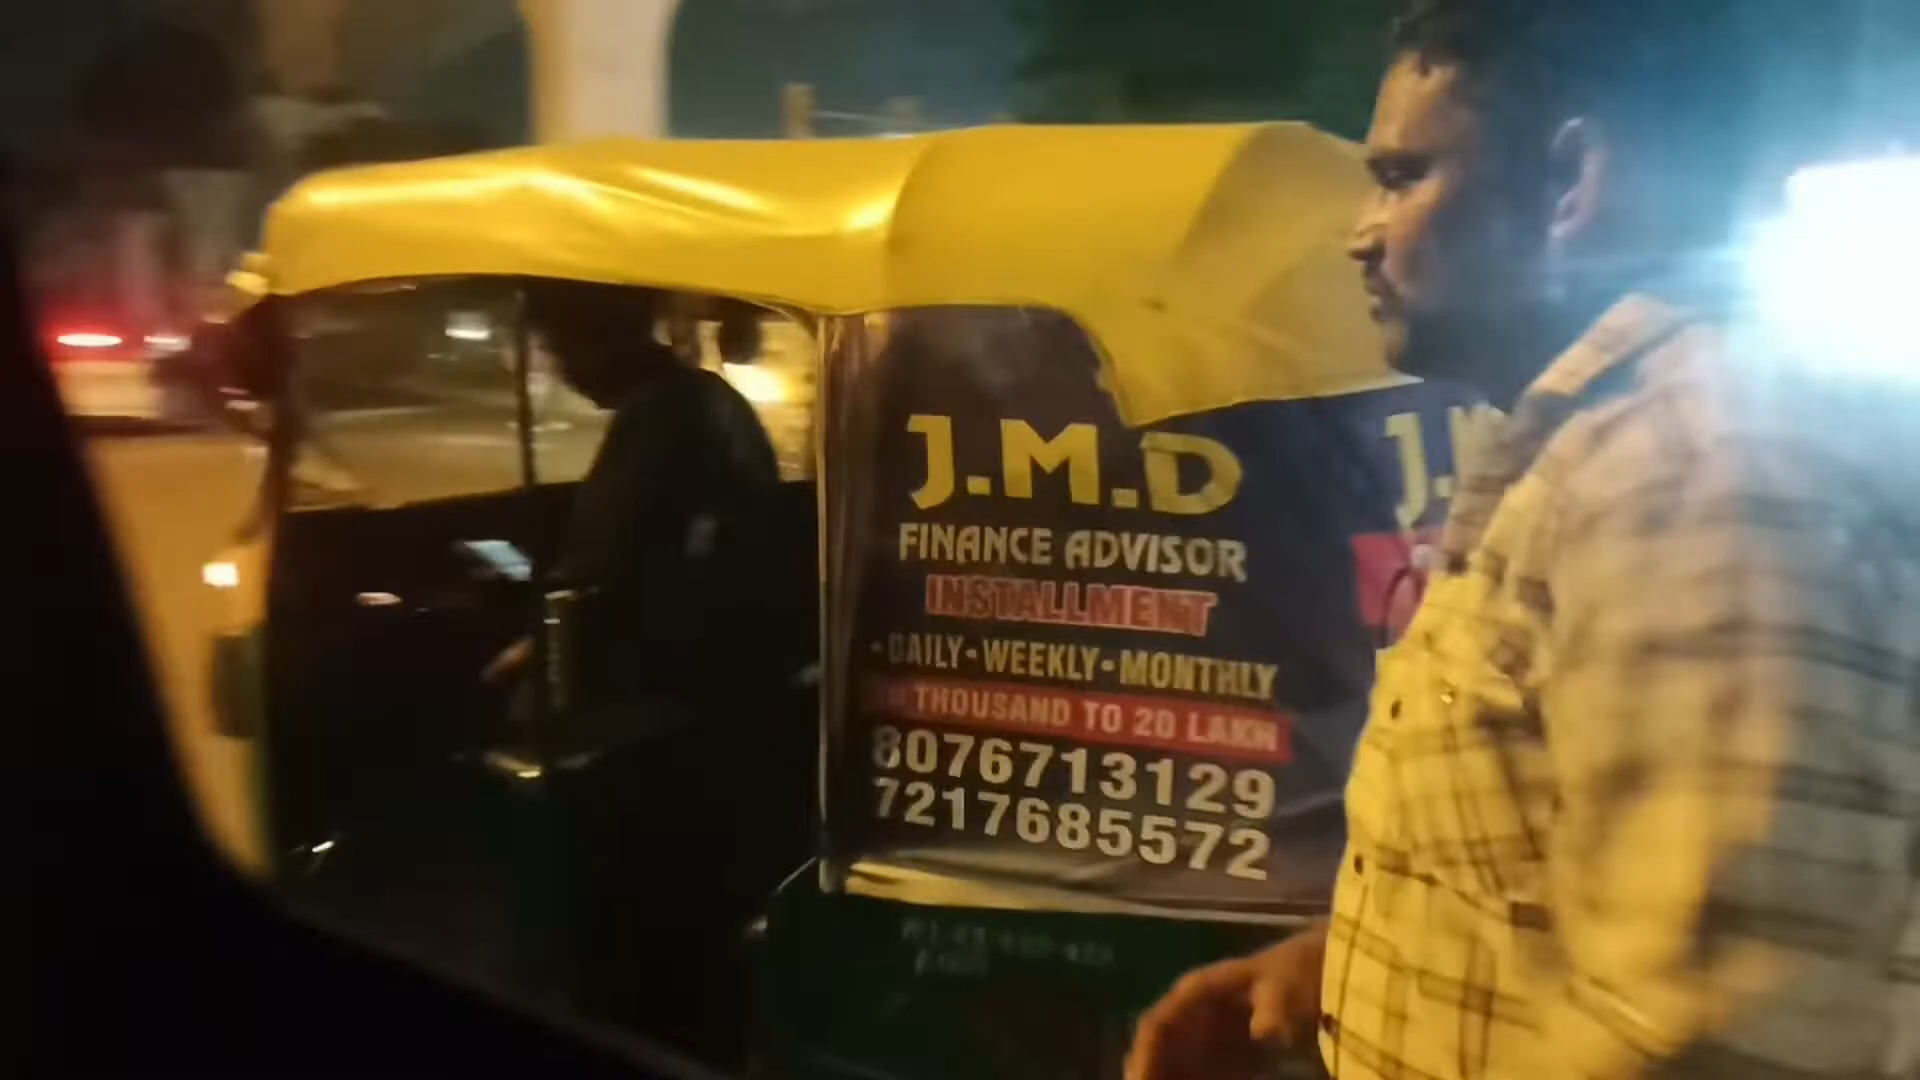 J.M.D
FINANCE ADVISOR
INSTALLMENT
•DAILY-WEEKLY-MONTHLY
THOUSAND TO 20 LAKH
8076713129
7217685572
J.